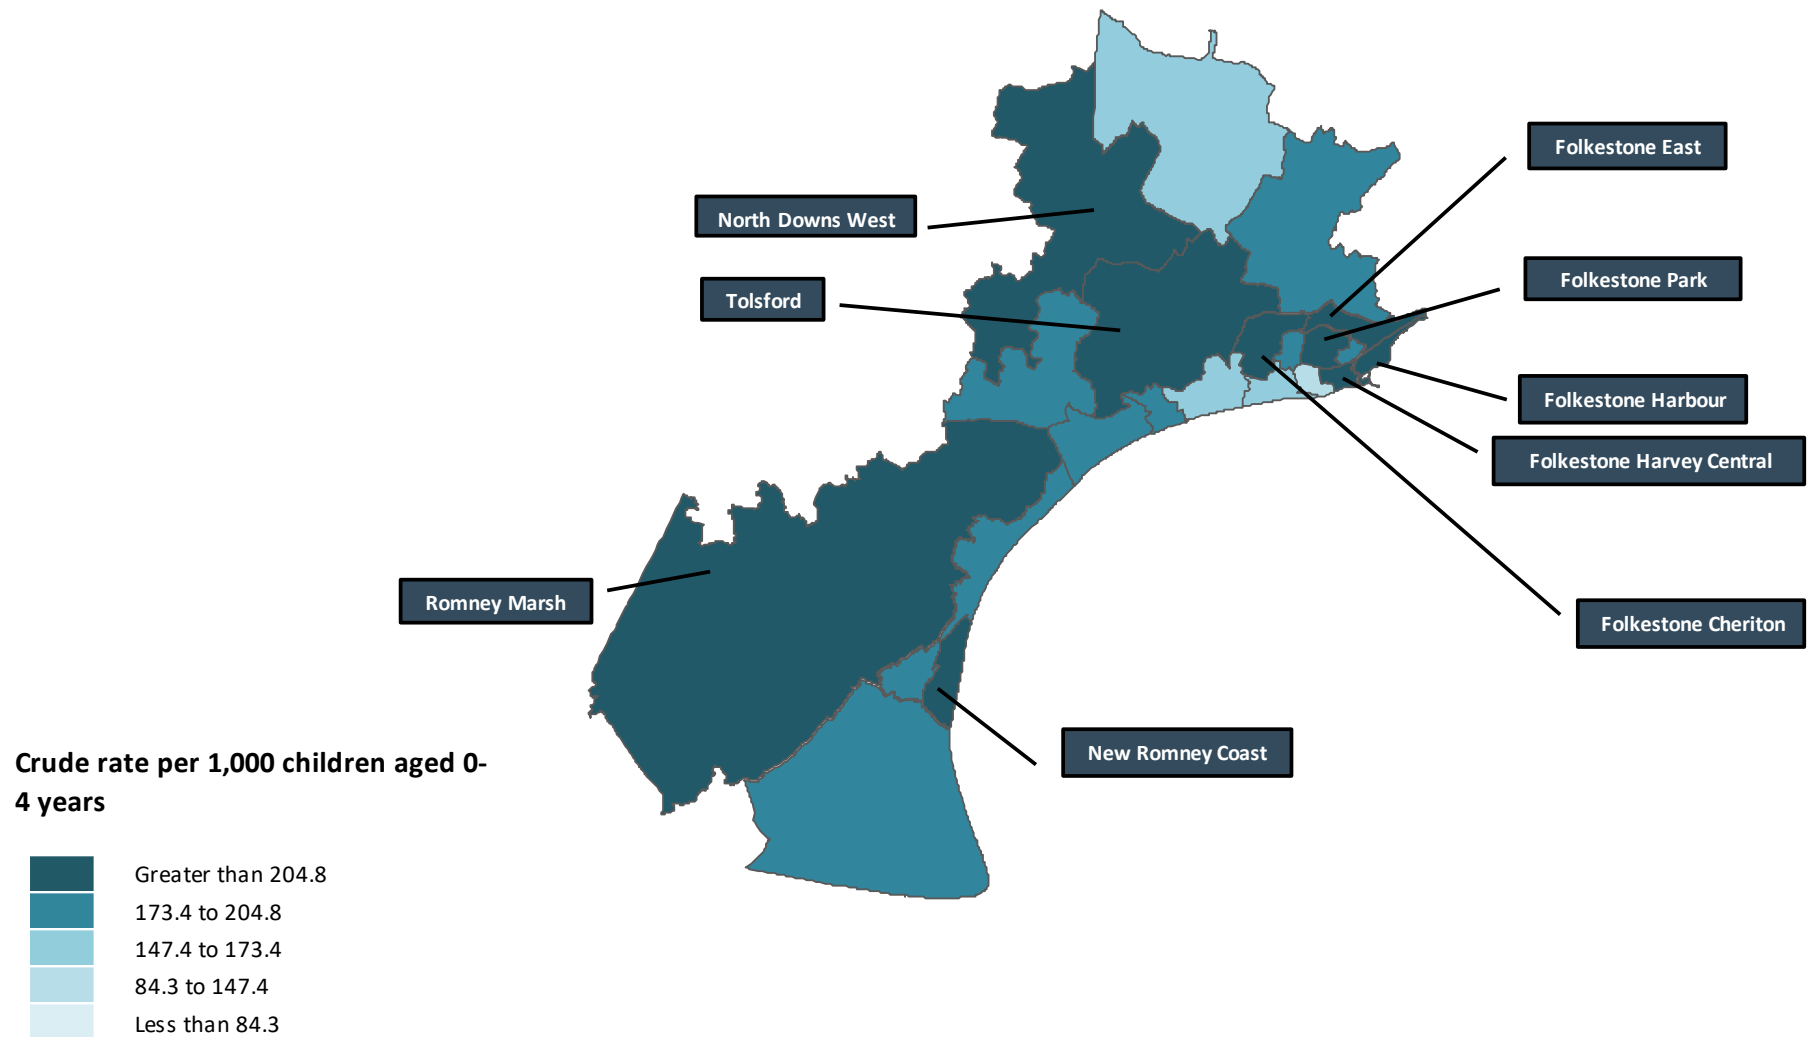 Folkestone East
North Downs West
Folkestone Park
Tolsford
Folkestone Harbour
Folkestone Harvey Central
Romney Marsh
Folkestone Cheriton
New Romney Coast
Crude rate per 1,000 children aged 0-
4 years
Greater than 204.8
173.4 to 204.8
147.4 to 173.4
84.3 to 147.4
Less than 84.3